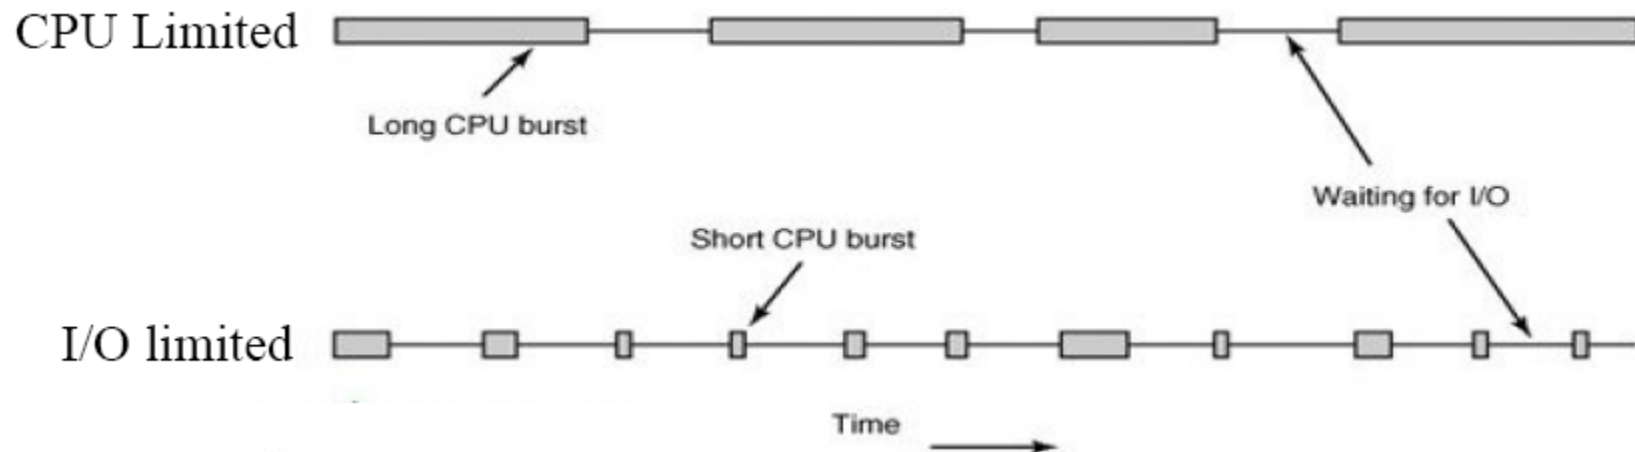 CPU Limited
Long CPU burst
Waiting for I/O
Short CPU burst
I/O limited
Time